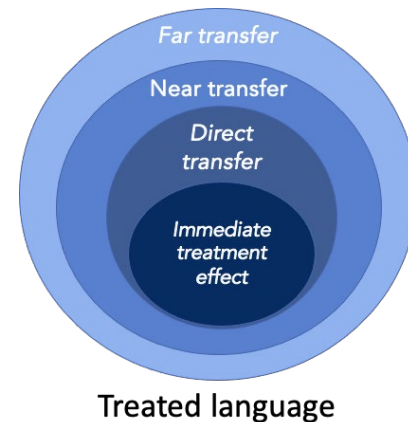 Far transfer
Near transfer
Direct
transfer
Immediate
treatment
effect
Treated language